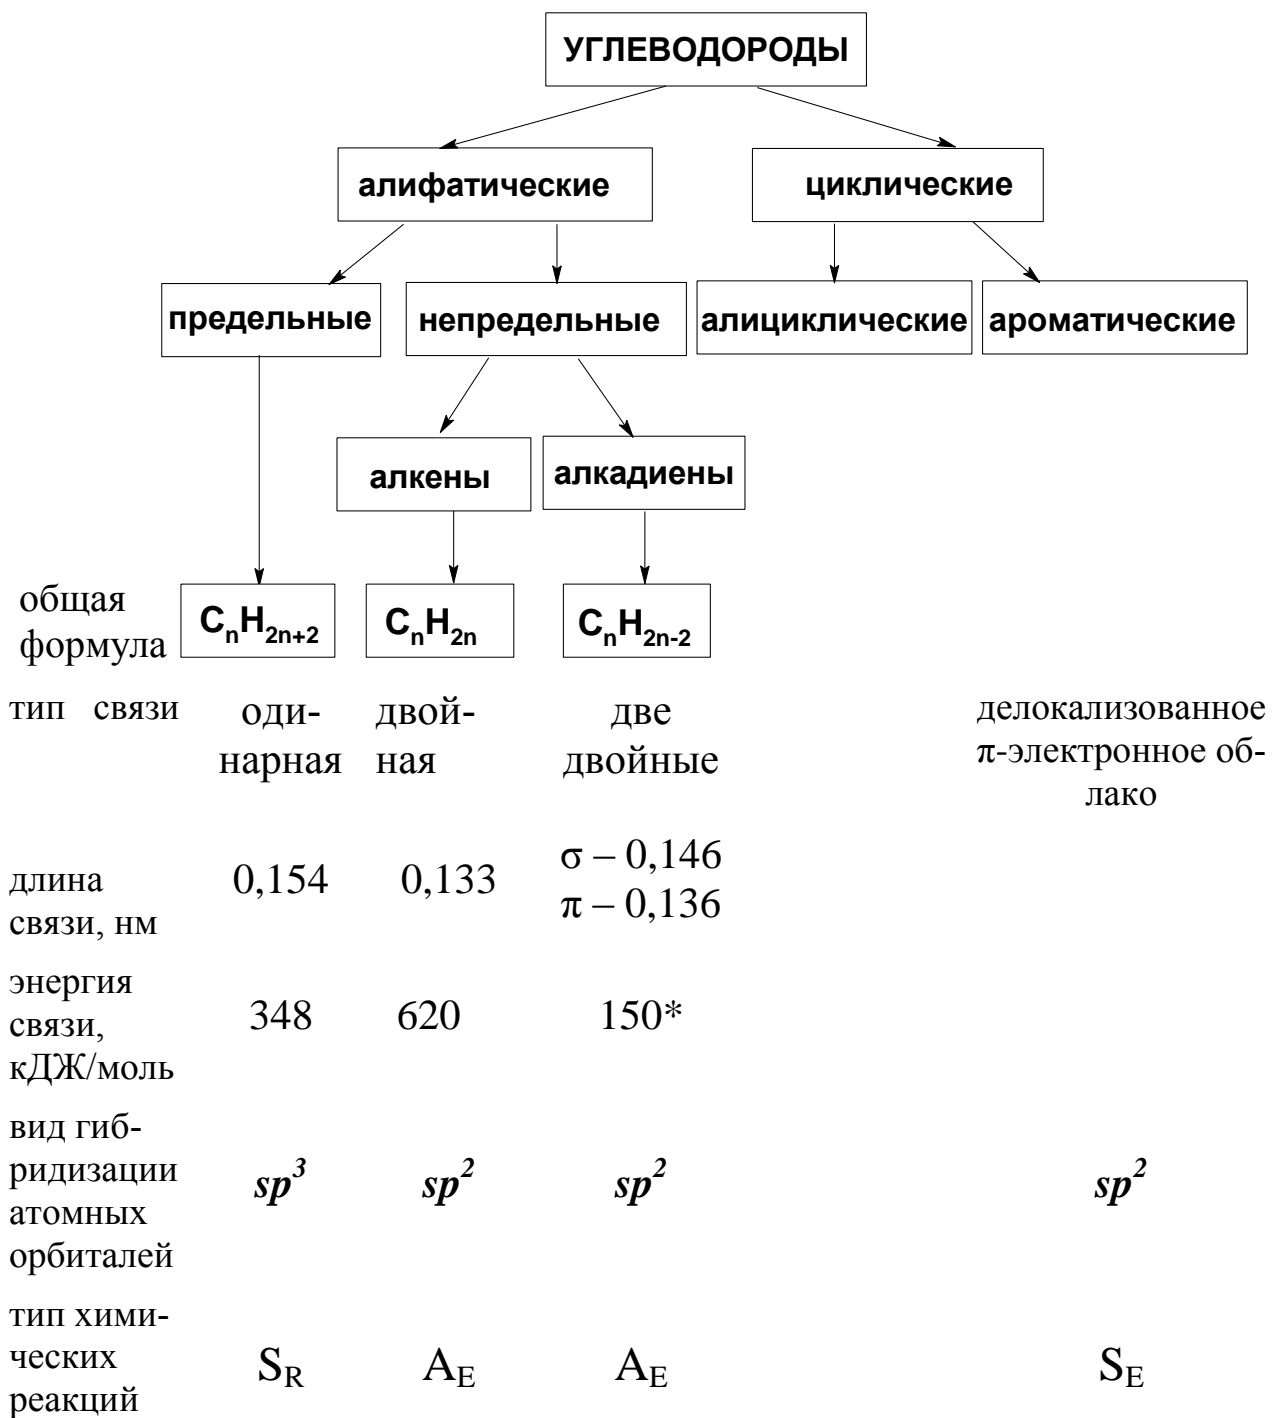 УГЛЕВОДОРОДЫ
алифатические
циклические
предельные
непредельные
алициклические
ароматические
алкены
алкадиены
общая
формула
CnH2n+2
CnH2n
CnH2n-2
тип связи
оди-
нарная
двой-
ная
две
двойные
делокализованное
π-электронное об-
лако
длина
связи, нм
0,154
0,133
σ – 0,146
π – 0,136
энергия
связи,
кДЖ/моль
348
620
150*
вид гиб-
ридизации
атомных
орбиталей
sp³
sp²
sp²
sp²
тип хими-
ческих
реакций
SR
AE
AE
SE